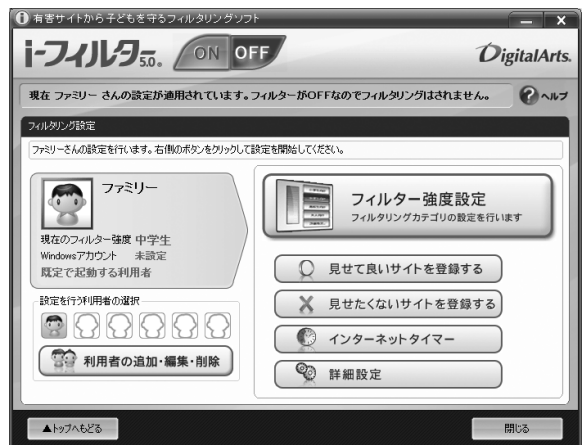 有害サイトから子どもを守るフィルタリングソフト
i-フィルター5.0.
ON OFF
DigitalArts.
現在 ファミリー さんの設定が適用されています。フィルターがOFFなのでフィルタリングはされません。
ヘルプ
フィルタリング設定
ファミリーさんの設定を行います。右側のボタンをクリックして設定を開始してください。
ファミリー
現在のフィルター強度 中学生
Windowsアカウント 未設定
既定で起動する利用者
設定を行う利用者の選択
利用者の追加・編集・削除
フィルター強度設定
フィルタリングカテゴリの設定を行います
見せて良いサイトを登録する
見せたくないサイトを登録する
インターネットタイマー
詳細設定
▲トップへもどる
閉じる